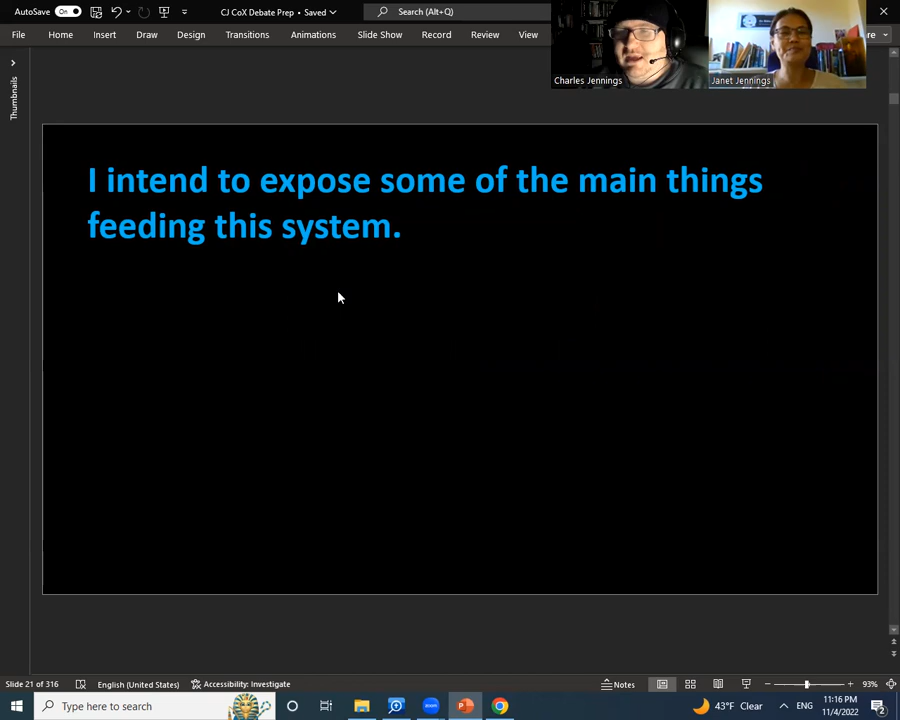 AutoSave On CJ CoX Debate Prep • Saved Search (Alt+Q)
File Home Insert Draw Design Transitions Animations Slide Show Record Review View
Charles Jennings Janet Jennings
Thumbnails
I intend to expose some of the main things
feeding this system.
Slide 21 of 316 English (United States) Accessibility: Investigate Notes 93%
Type here to search zoom 43°F Clear ENG 11:16 PM
11/4/2022 2